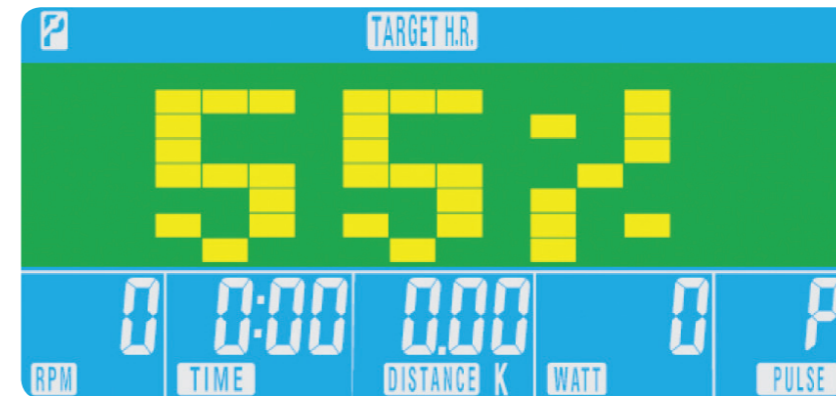 P TARGET H.R.
55%
0 0:00 0.00 0 P
RPM TIME DISTANCE K WATT PULSE